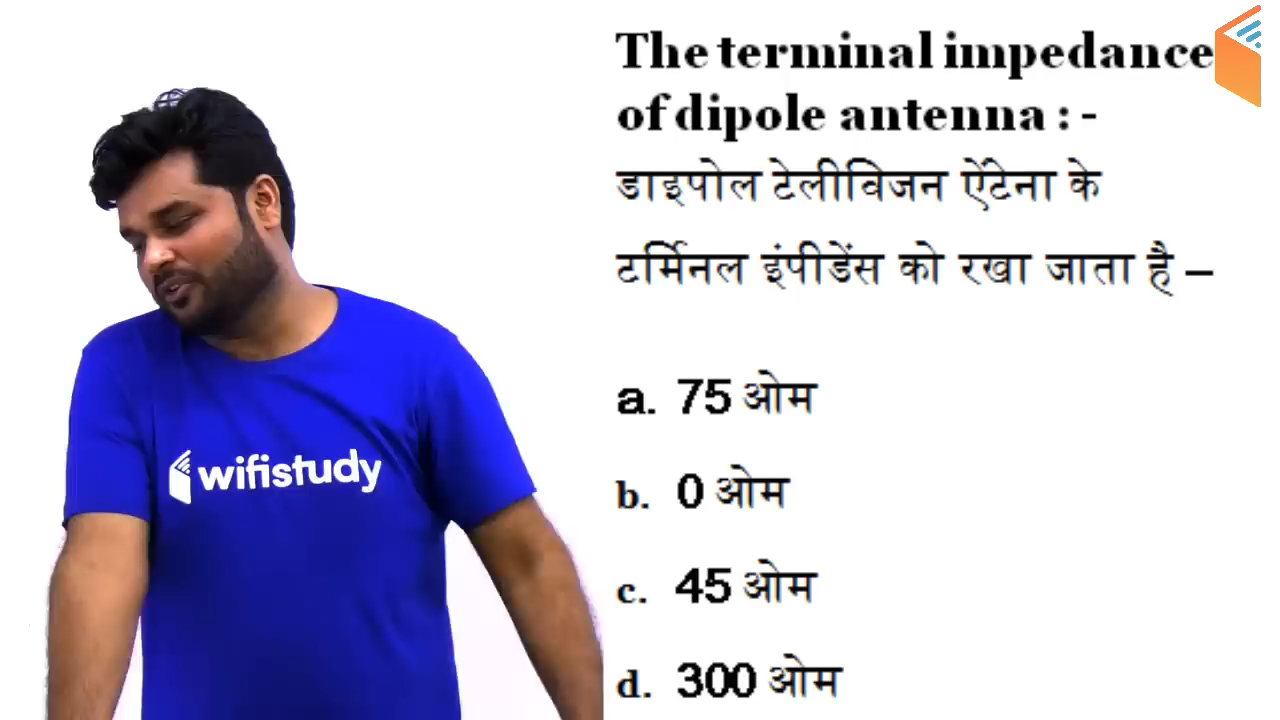 The terminal impedance
of dipole antenna : -
डाइपोल टेलीविजन ऐंटेना के
टर्मिनल इंपीडेंस को रखा जाता है –
a. 75 ओम
b. 0 ओम
c. 45 ओम
d. 300 ओम
wifistudy